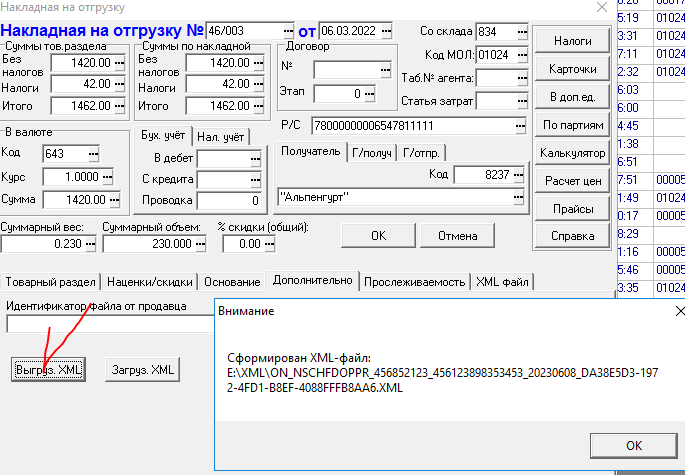 Накладная на отгрузку
Накладная на отгрузку № 46/003 от 06.03.2022
Со склада 834
Код МОЛ: 01024
Таб.№ агента:
Статья затрат
Суммы тов.раздела
Без налогов 1420.00
Налоги 42.00
Итого 1462.00
Суммы по накладной
Без налогов 1420.00
Налоги 42.00
Итого 1462.00
Договор
№
Этап 0
Р/С 78000000006547811111
В валюте
Код 643
Курс 1.0000
Сумма 1420.00
Бух. учёт Нал. учёт
В дебет
С кредита
Проводка 0
Получатель Г/получ Г/отпр.
Код 8237
"Альпенгурт"
Суммарный вес: Суммарный объем: % скидки (общий):
0.230 230.000 0.00
ОК Отмена
Налоги
Карточки
В доп.ед.
По партиям
Калькулятор
Расчет цен
Прайсы
Справка
Товарный раздел Наценки/скидки Основание Дополнительно Прослеживаемость XML файл
Идентификатор файла от продавца
Выгруз. XML Загруз. XML
Внимание
Сформирован XML-файл:
E:\XML\ON_NSCHFDOPPR_456852123_456123898353453_20230608_DA38E5D3-197
2-4FD1-B8EF-4088FFFB8AA6.XML
ОК
5:19 01024
3:31 01024
7:11 01024
2:32 01024
6:03
6:00
4:45
1:38
6:51
7:51 00005
1:49 01024
0:17 00005
8:29
1:16 00005
5:46 00005
3:35 01024